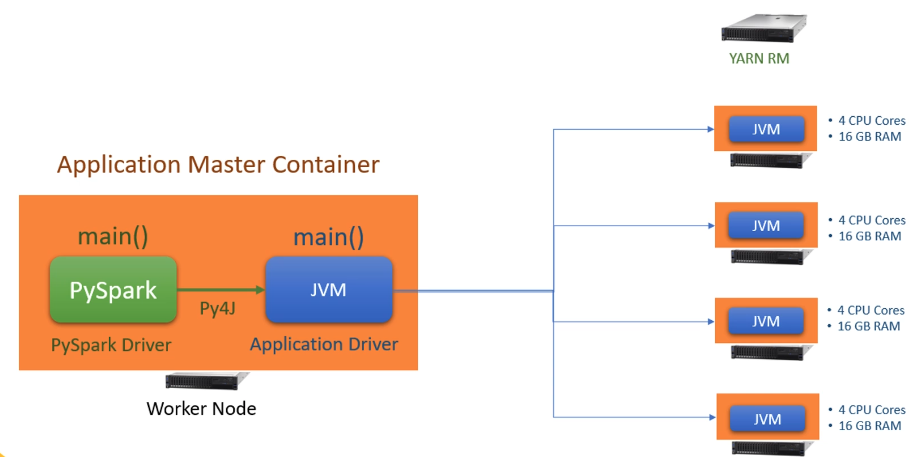 YARN RM
JVM
• 4 CPU Cores
• 16 GB RAM
Application Master Container
main()
main()
PySpark
Py4J
JVM
PySpark Driver
Application Driver
Worker Node
JVM
• 4 CPU Cores
• 16 GB RAM
JVM
• 4 CPU Cores
• 16 GB RAM
JVM
• 4 CPU Cores
• 16 GB RAM